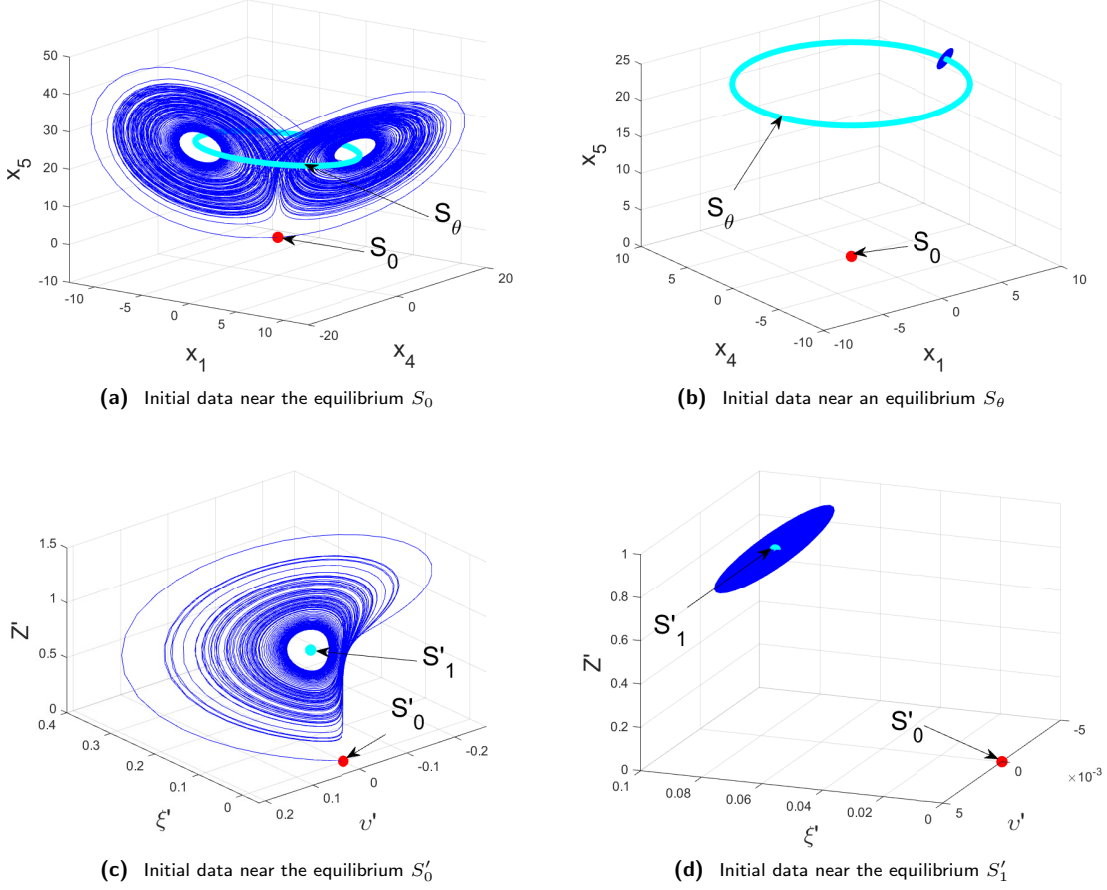 50
40
30
20
10
0
-10
x5
-10
-5
0
5
10
x1
-20
0
20
x4
Sθ
S0
(a) Initial data near the equilibrium S0
25
20
15
10
5
0
x5
10
5
0
-5
-10
x4
-10
-5
0
5
10
x1
Sθ
S0
(b) Initial data near an equilibrium Sθ
1.5
1
0.5
0
Z'
0.4
0.3
0.2
0.1
0
ξ'
0.2
0.1
0
-0.1
-0.2
υ'
S'1
S'0
(c) Initial data near the equilibrium S′0
1
0.8
0.6
0.4
0.2
0
Z'
0.1
0.08
0.06
0.04
0.02
0
ξ'
5
0
-5
×10-3
υ'
S'1
S'0
(d) Initial data near the equilibrium S′1